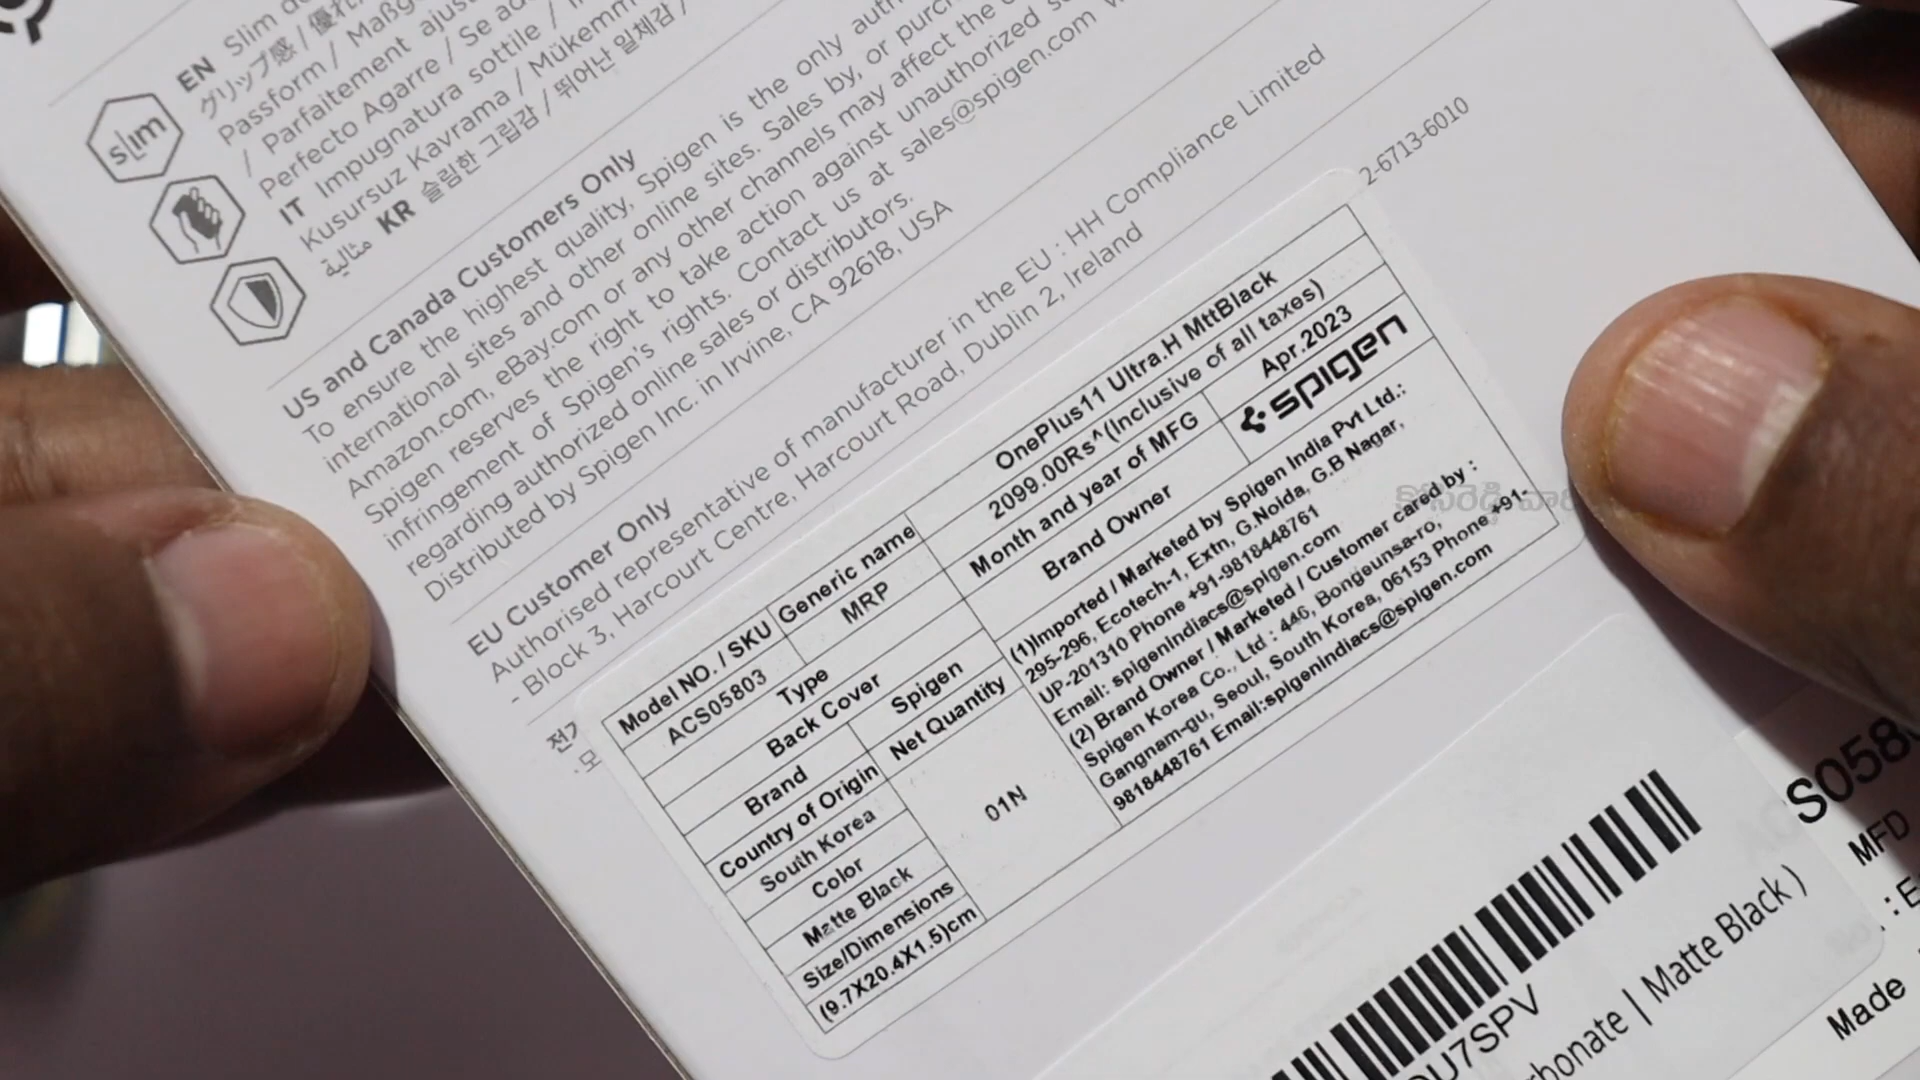 slim
EN Slim de
グリップ感 / 優れ
Passform / Maßg
/ Parfaitement ajus
Perfecto Agarre / Se ad
IT Impugnatura sottile /
Kusursuz Kavrama / Mükemm
KR 슬림한 그립감 / 뛰어난 일체감 /
مثالية
US and Canada Customers Only
To ensure the highest quality, Spigen is the only auth
international sites and other online sites. Sales by, or purch
Amazon.com, eBay.com or any other channels may affect the
Spigen reserves the right to take action against unauthorized s
infringement of Spigen's rights. Contact us at sales@spigen.com
regarding authorized online sales or distributors.
Distributed by Spigen Inc. in Irvine, CA 92618, USA
EU Customer Only
Authorised representative of manufacturer in the EU : HH Compliance Limited
- Block 3, Harcourt Centre, Harcourt Road, Dublin 2, Ireland
2-6713-6010
Model NO. / SKU
Generic name
OnePlus11 Ultra.H MttBlack
ACS05803
MRP
2099.00Rs^(Inclusive of all taxes)
Type
Month and year of MFG
Apr.2023
Back Cover
Brand Owner
spigen
Brand
Spigen
Country of Origin
Net Quantity
South Korea
01N
Color
Matte Black
Size/Dimensions
(9.7X20.4X1.5)cm
(1)Imported / Marketed by Spigen India Pvt Ltd.:
295-296, Ecotech-1, Extn, G.Noida, G.B Nagar,
UP-201310 Phone +91-9818448761
Email: spigenindiacs@spigen.com
(2) Brand Owner / Marketed / Customer cared by :
Spigen Korea Co., Ltd : 446, Bongeunsa-ro,
Gangnam-gu, Seoul, South Korea, 06153 Phone +91-
9818448761 Email:spigenindiacs@spigen.com
MFD
U7SPV
bonate | Matte Black )
Made